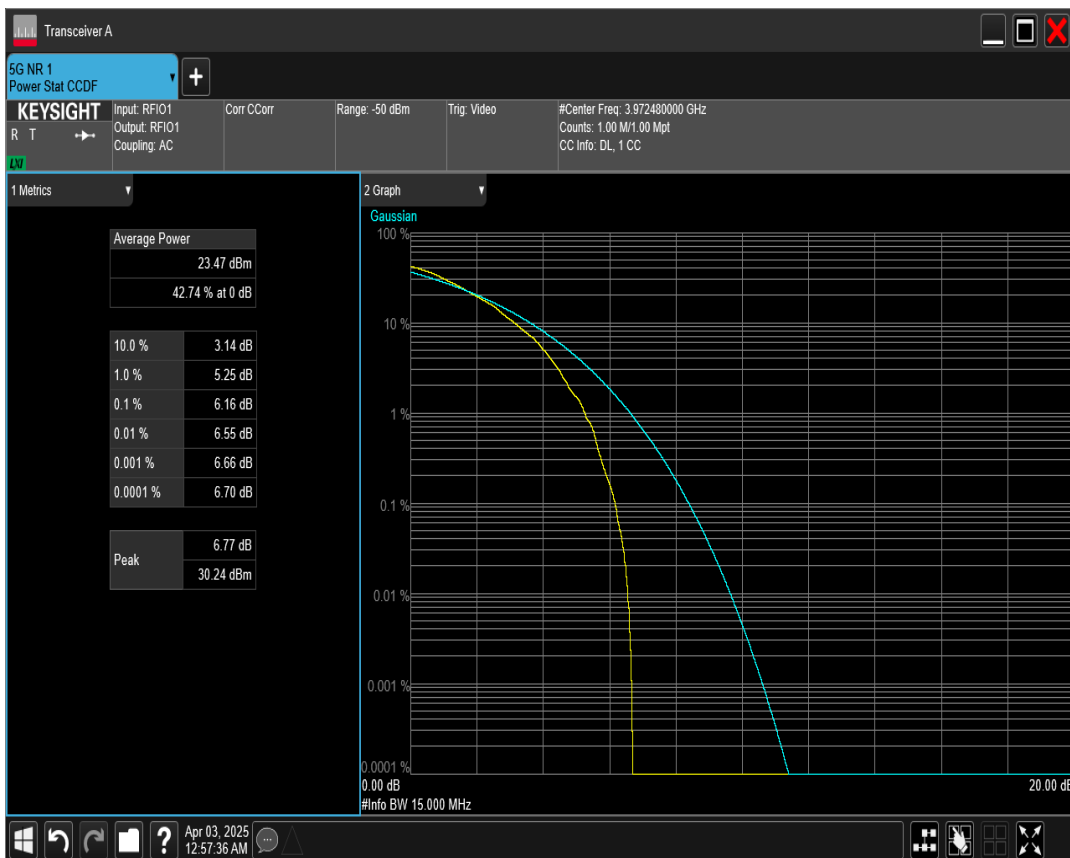 Transceiver A
5G NR 1
Power Stat CCDF
+
KEYSIGHT
R T
LXI
Input: RFIO1
Output: RFIO1
Coupling: AC
Corr CCorr
Range: -50 dBm
Trig: Video
#Center Freq: 3.972480000 GHz
Counts: 1.00 M/1.00 Mpt
CC Info: DL, 1 CC
1 Metrics
Average Power
23.47 dBm
42.74 % at 0 dB
10.0 % 3.14 dB
1.0 % 5.25 dB
0.1 % 6.16 dB
0.01 % 6.55 dB
0.001 % 6.66 dB
0.0001 % 6.70 dB
Peak 6.77 dB
30.24 dBm
2 Graph
Gaussian
100 %
10 %
1 %
0.1 %
0.01 %
0.001 %
0.0001 %
0.00 dB 20.00 dB
#Info BW 15.000 MHz
?
Apr 03, 2025
12:57:36 AM